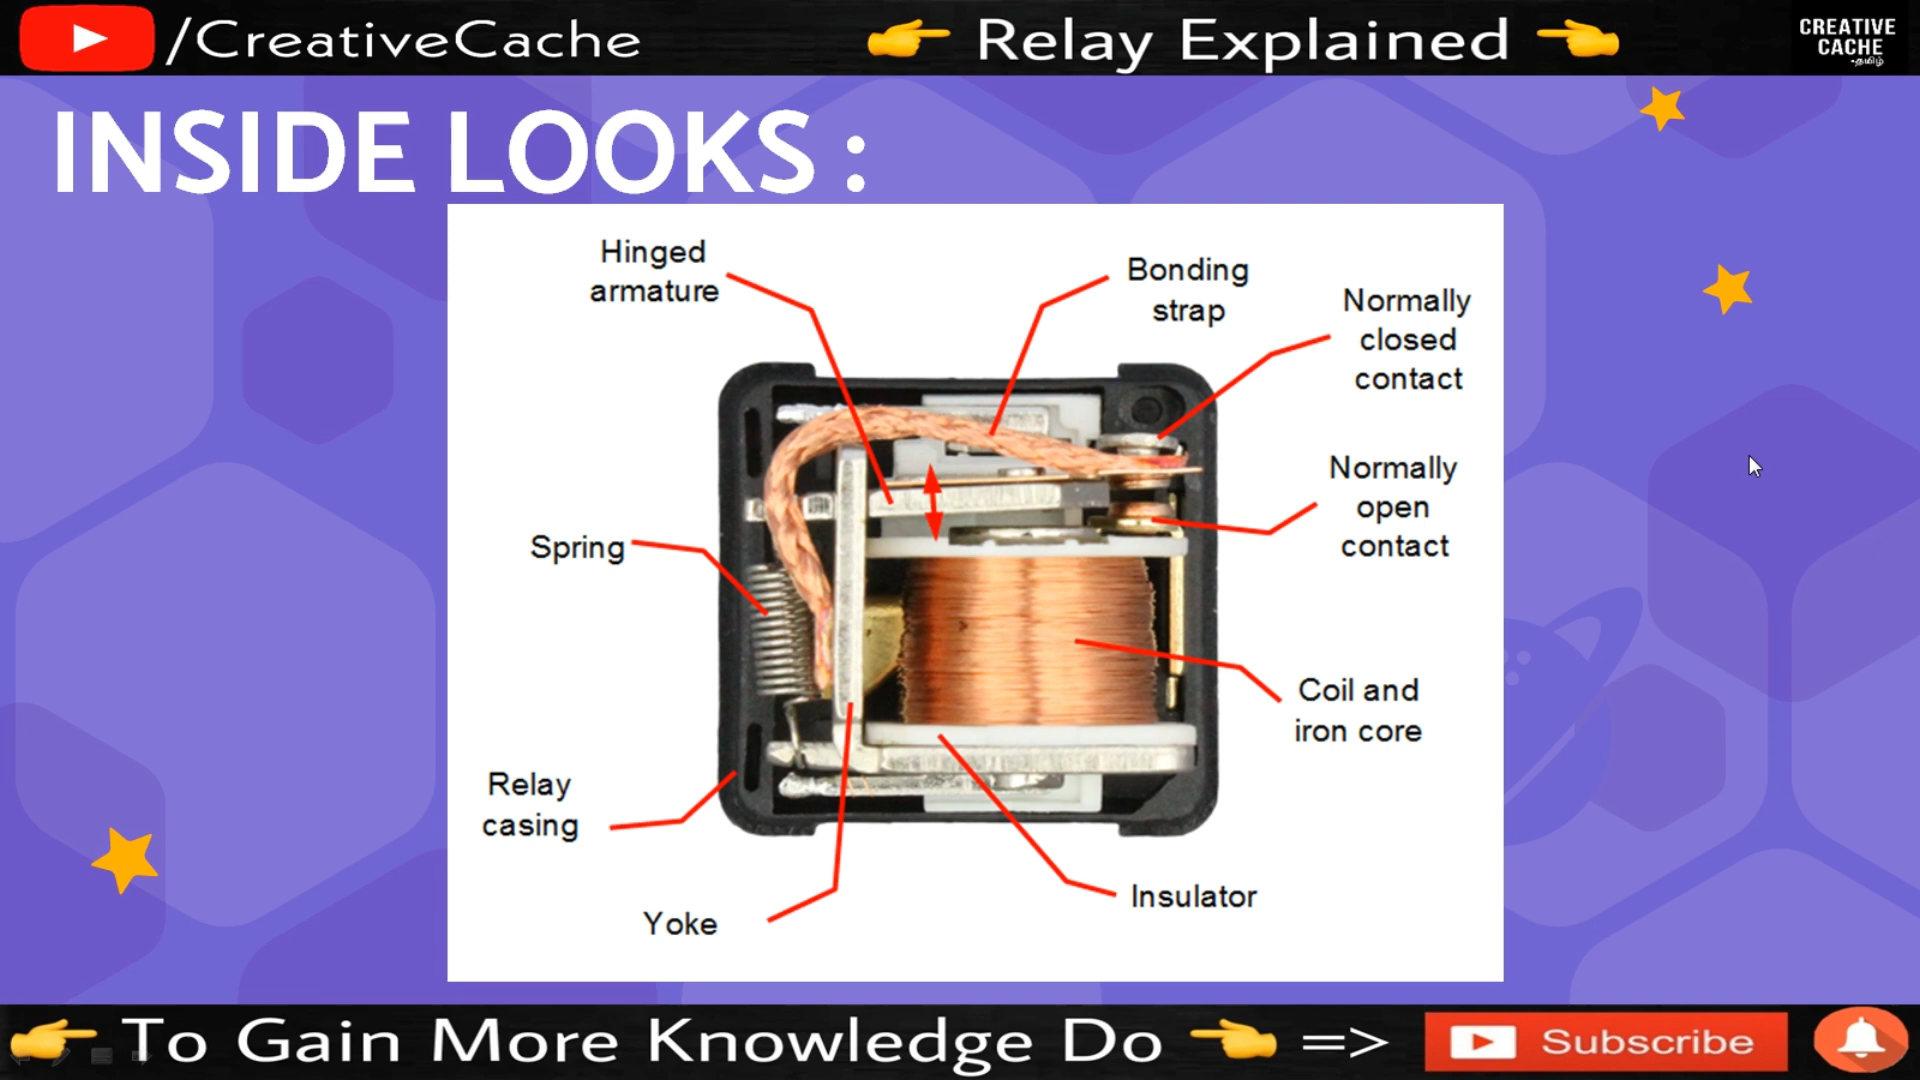 /CreativeCache
Relay Explained
CREATIVE
CACHE
-தமிழ்
INSIDE LOOKS :
Hinged
armature
Bonding
strap
Normally
closed
contact
Normally
open
contact
Spring
Coil and
iron core
Relay
casing
Yoke
Insulator
To Gain More Knowledge Do => Subscribe